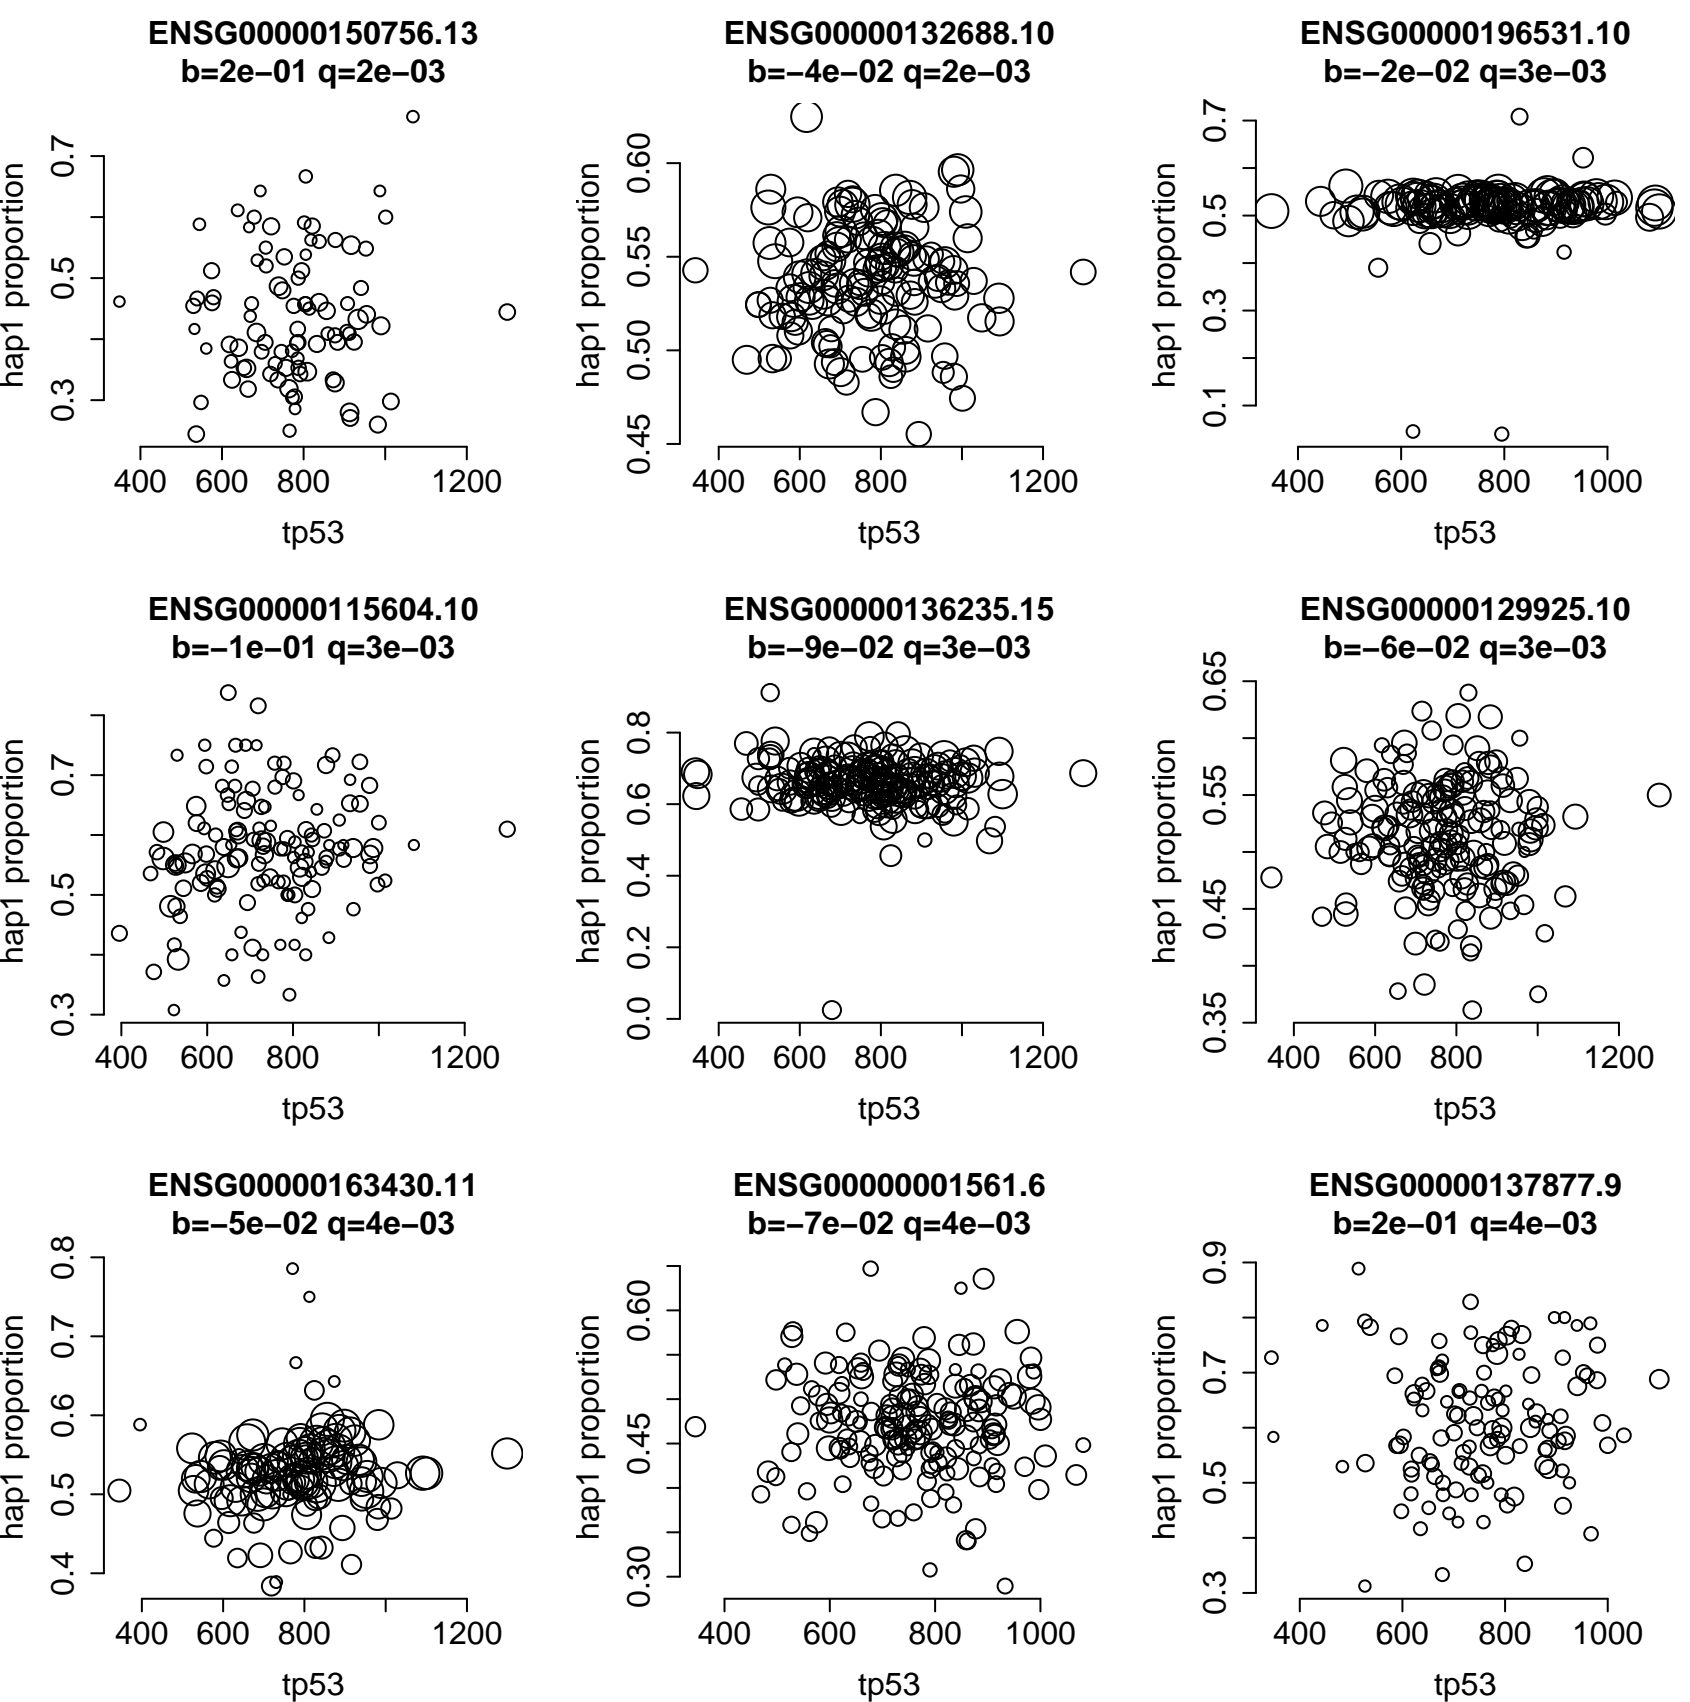 ENSG00000150756.13
b=2e−01 q=2e−03
hap1 proportion
0.3 0.5 0.7
400 600 800 1200
tp53
ENSG00000132688.10
b=−4e−02 q=2e−03
hap1 proportion
0.45 0.50 0.55 0.60
400 600 800 1200
tp53
ENSG00000196531.10
b=−2e−02 q=3e−03
hap1 proportion
0.1 0.3 0.5 0.7
400 600 800 1000
tp53
ENSG00000115604.10
b=−1e−01 q=3e−03
hap1 proportion
0.3 0.5 0.7
400 600 800 1200
tp53
ENSG00000136235.15
b=−9e−02 q=3e−03
hap1 proportion
0.0 0.2 0.4 0.6 0.8
400 600 800 1200
tp53
ENSG00000129925.10
b=−6e−02 q=3e−03
hap1 proportion
0.35 0.45 0.55 0.65
400 600 800 1200
tp53
ENSG00000163430.11
b=−5e−02 q=4e−03
hap1 proportion
0.4 0.5 0.6 0.7 0.8
400 600 800 1200
tp53
ENSG00000001561.6
b=−7e−02 q=4e−03
hap1 proportion
0.30 0.45 0.60
400 600 800 1000
tp53
ENSG00000137877.9
b=2e−01 q=4e−03
hap1 proportion
0.3 0.5 0.7 0.9
400 600 800 1000
tp53